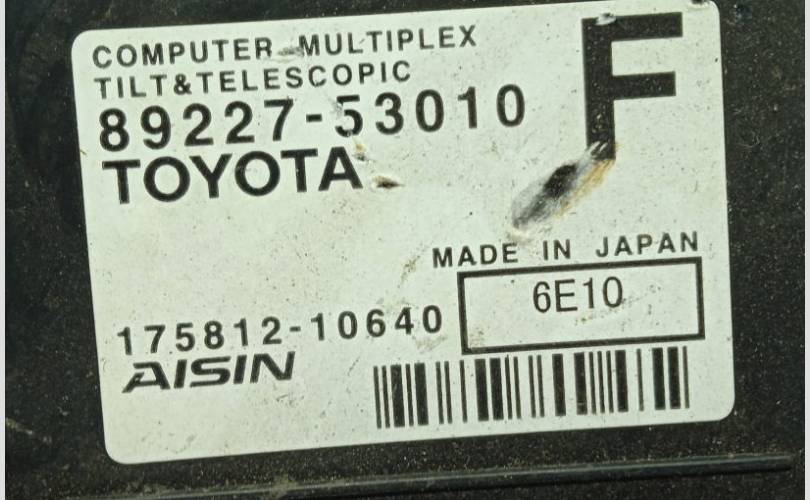 COMPUTER MULTIPLEX
TILT&TELESCOPIC
89227-53010
TOYOTA
F
MADE IN JAPAN
6E10
175812-10640
AISIN